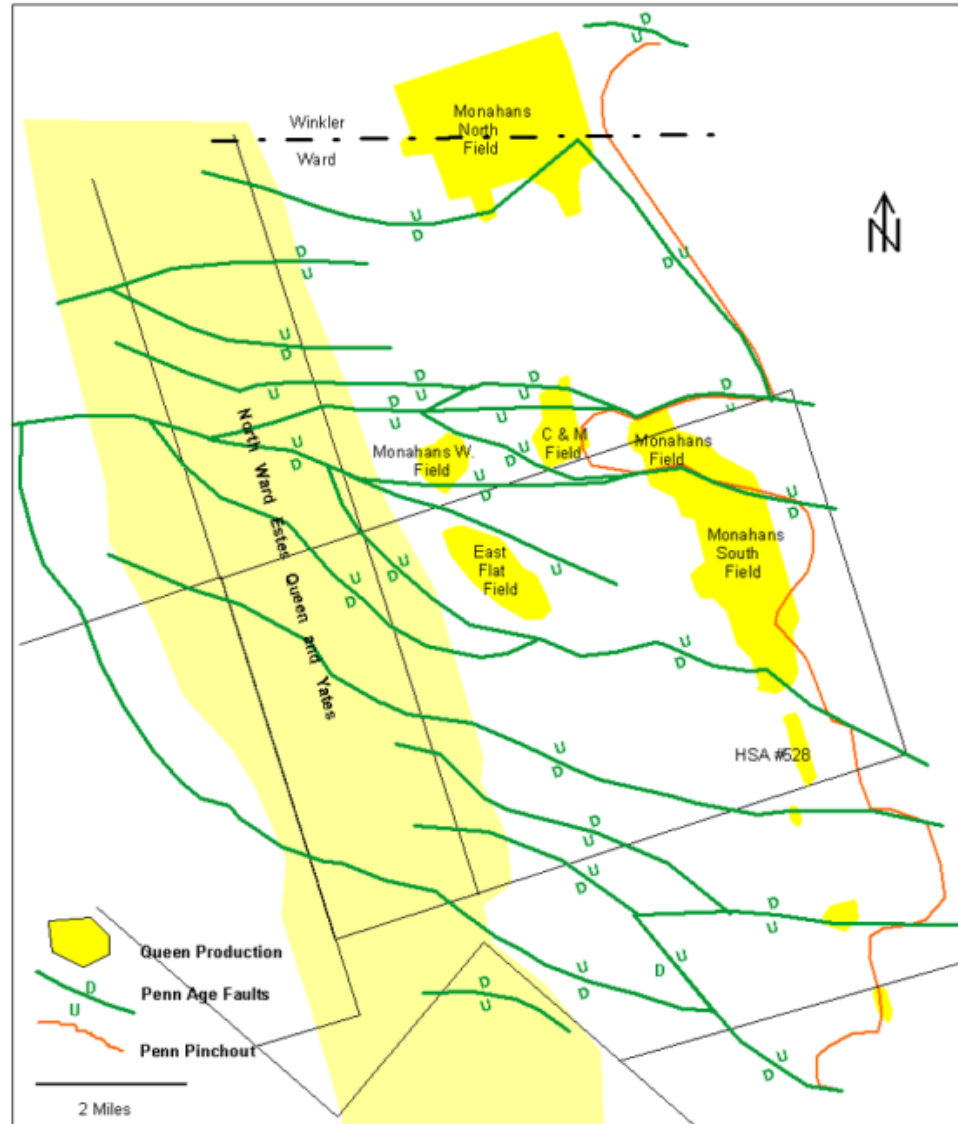 Winkler
Ward
Monahans
North
Field
N
North Ward Estes Queen and Yates
Monahans W.
Field
C & M
Field
Monahans
Field
East
Flat
Field
Monahans
South
Field
HSA #528
Queen Production
D
U
Penn Age Faults
Penn Pinchout
2 Miles
D
U
U
D
D
U
D
U
U
D
D
U
D
U
D
U
D
U
D
U
U
D
U
D
U
D
U
D
U
D
U
D
U
U
D
U
D
D
U
U
D
D
U
D
U
U
D
D
U
D
U